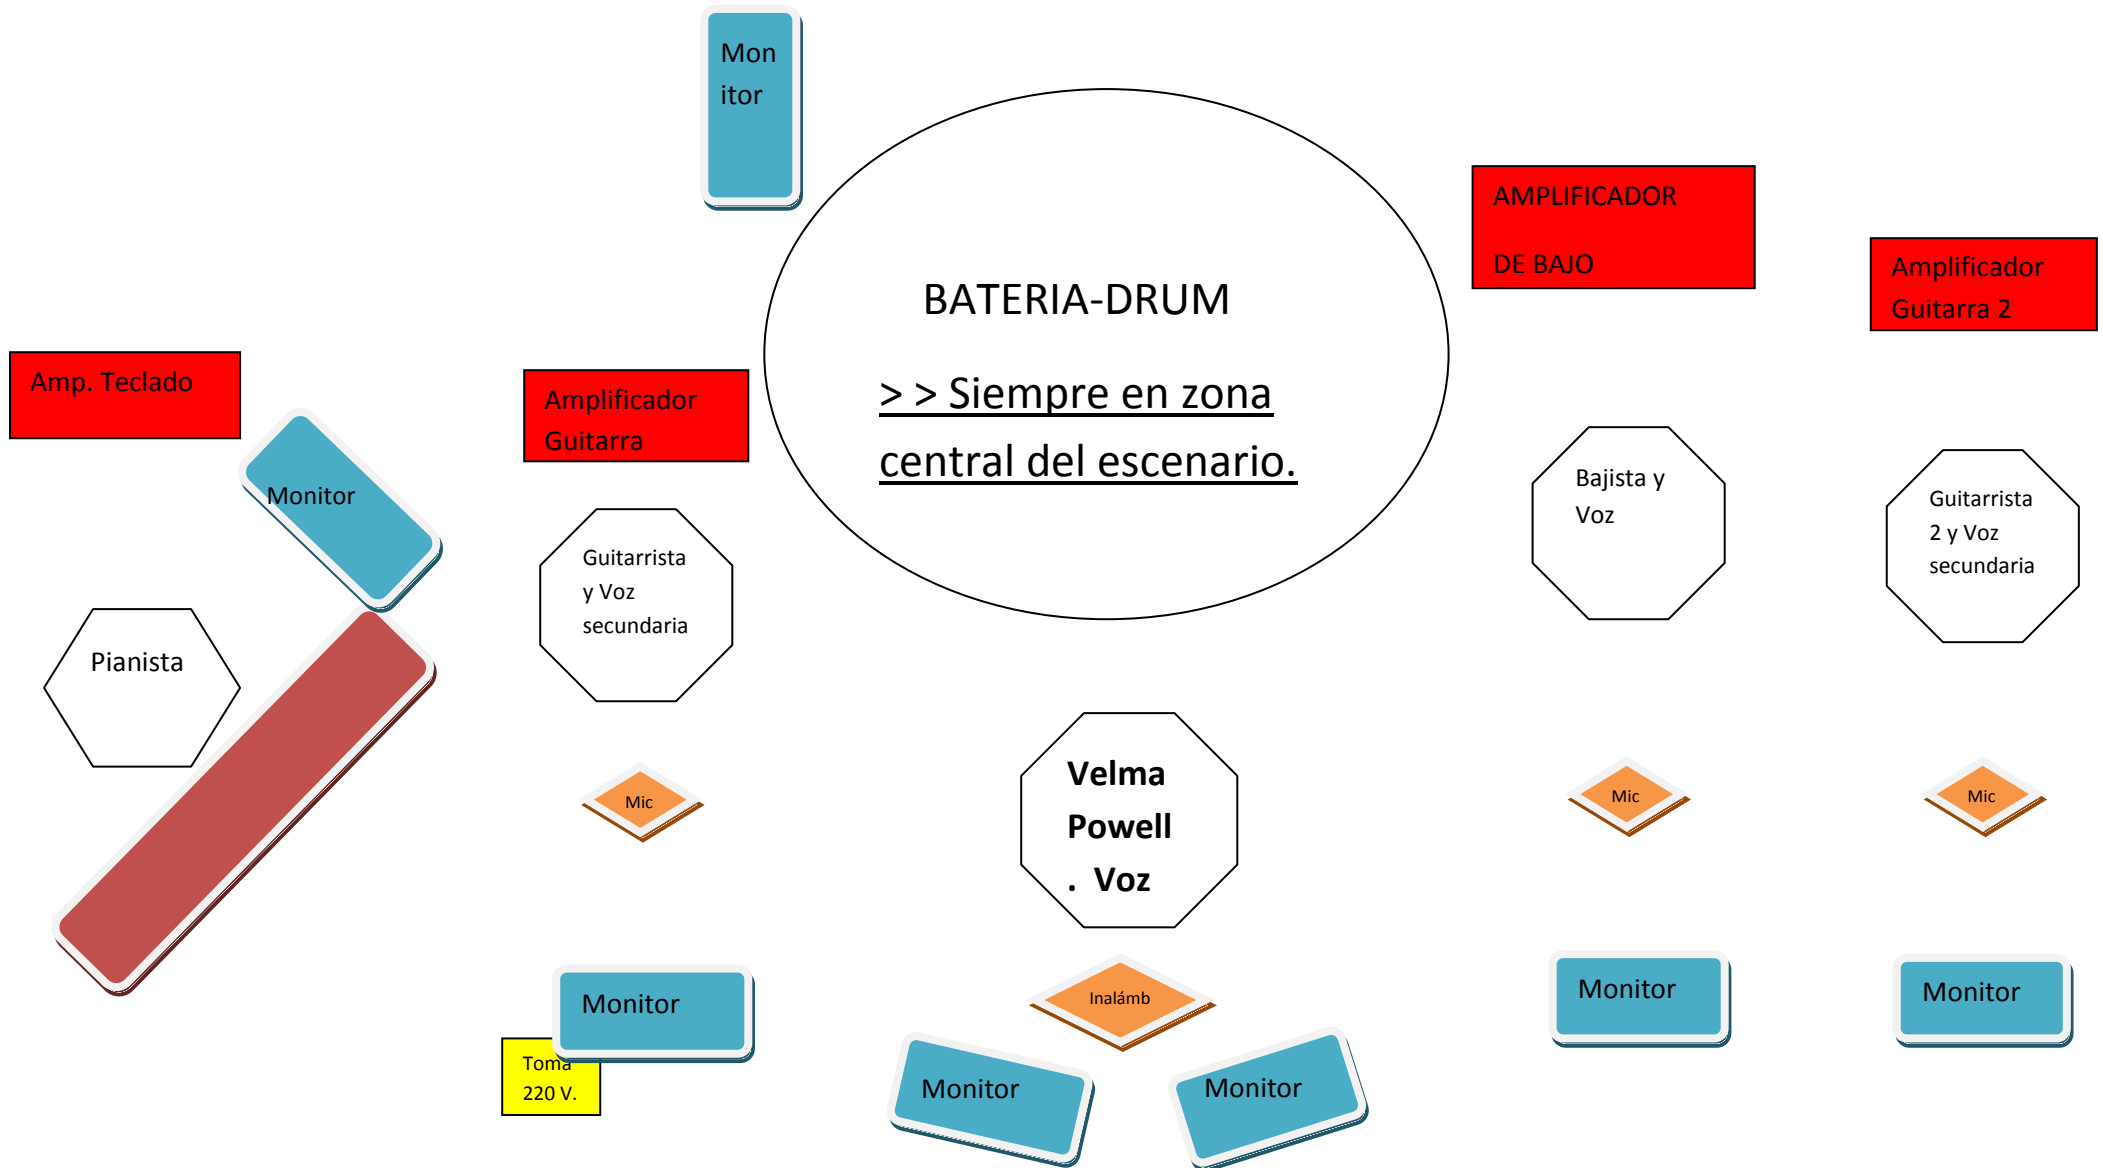 Mon
itor
AMPLIFICADOR
DE BAJO
Amplificador
Guitarra 2
BATERIA-DRUM
> > Siempre en zona
central del escenario.
Amp. Teclado
Amplificador
Guitarra
Monitor
Bajista y
Voz
Guitarrista
2 y Voz
secundaria
Guitarrista
y Voz
secundaria
Pianista
Velma
Powell
. Voz
Mic
Mic
Mic
Monitor
Inalámb
Monitor
Monitor
Toma
220 V.
Monitor
Monitor